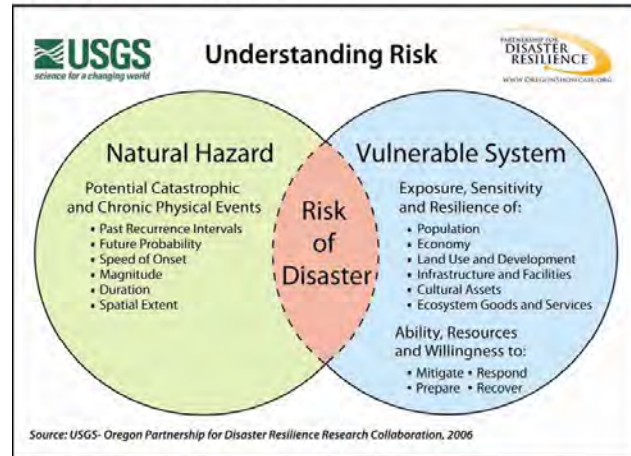 USGS
science for a changing world
Understanding Risk
PARTNERSHIP FOR
DISASTER
RESILIENCE
WWW.OREGONSHOWCASE.ORG
Natural Hazard
Potential Catastrophic
and Chronic Physical Events
• Past Recurrence Intervals
• Future Probability
• Speed of Onset
• Magnitude
• Duration
• Spatial Extent
Risk
of
Disaster
Vulnerable System
Exposure, Sensitivity
and Resilience of:
• Population
• Economy
• Land Use and Development
• Infrastructure and Facilities
• Cultural Assets
• Ecosystem Goods and Services
Ability, Resources
and Willingness to:
• Mitigate • Respond
• Prepare • Recover
Source: USGS- Oregon Partnership for Disaster Resilience Research Collaboration, 2006